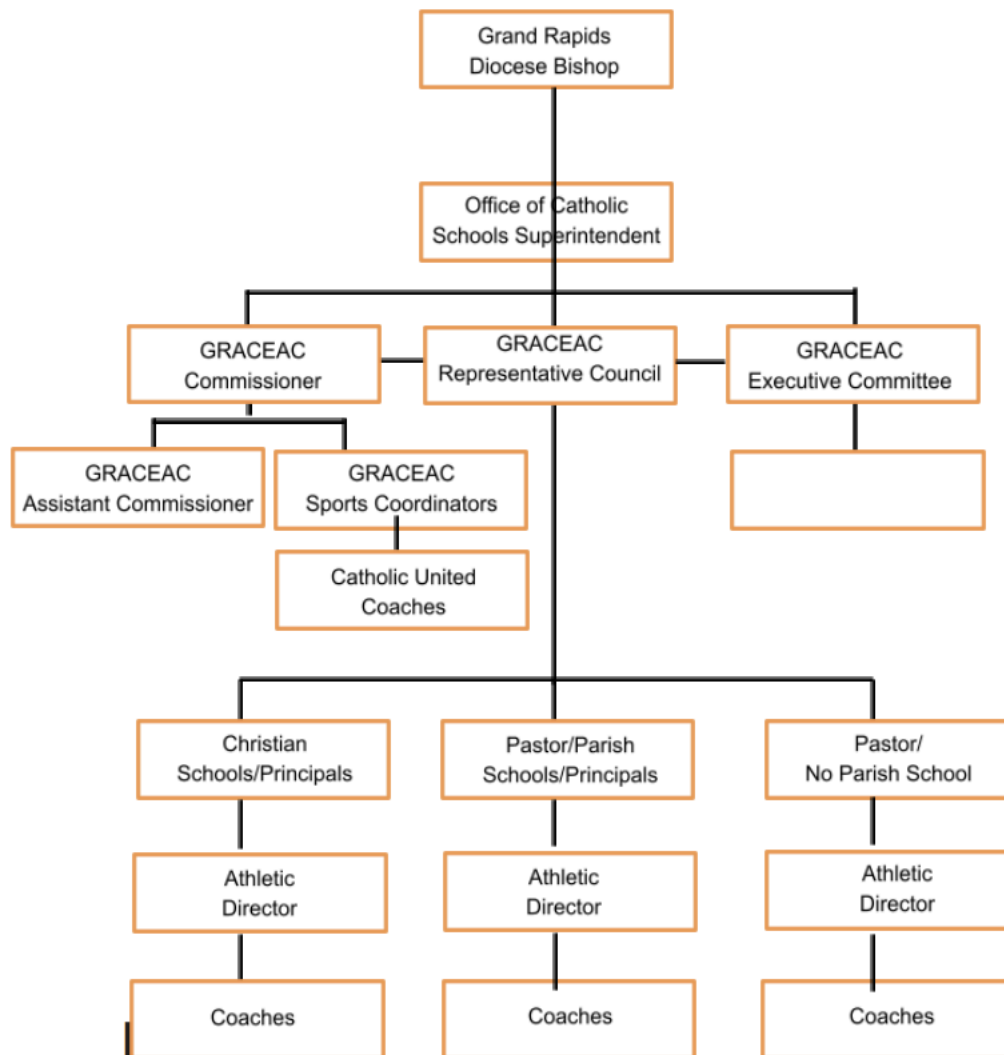 Grand Rapids
Diocese Bishop
Office of Catholic
Schools Superintendent
GRACEAC
Commissioner
GRACEAC
Representative Council
GRACEAC
Executive Committee
GRACEAC
Assistant Commissioner
GRACEAC
Sports Coordinators
Catholic United
Coaches
Christian
Schools/Principals
Pastor/Parish
Schools/Principals
Pastor/
No Parish School
Athletic
Director
Athletic
Director
Athletic
Director
Coaches
Coaches
Coaches